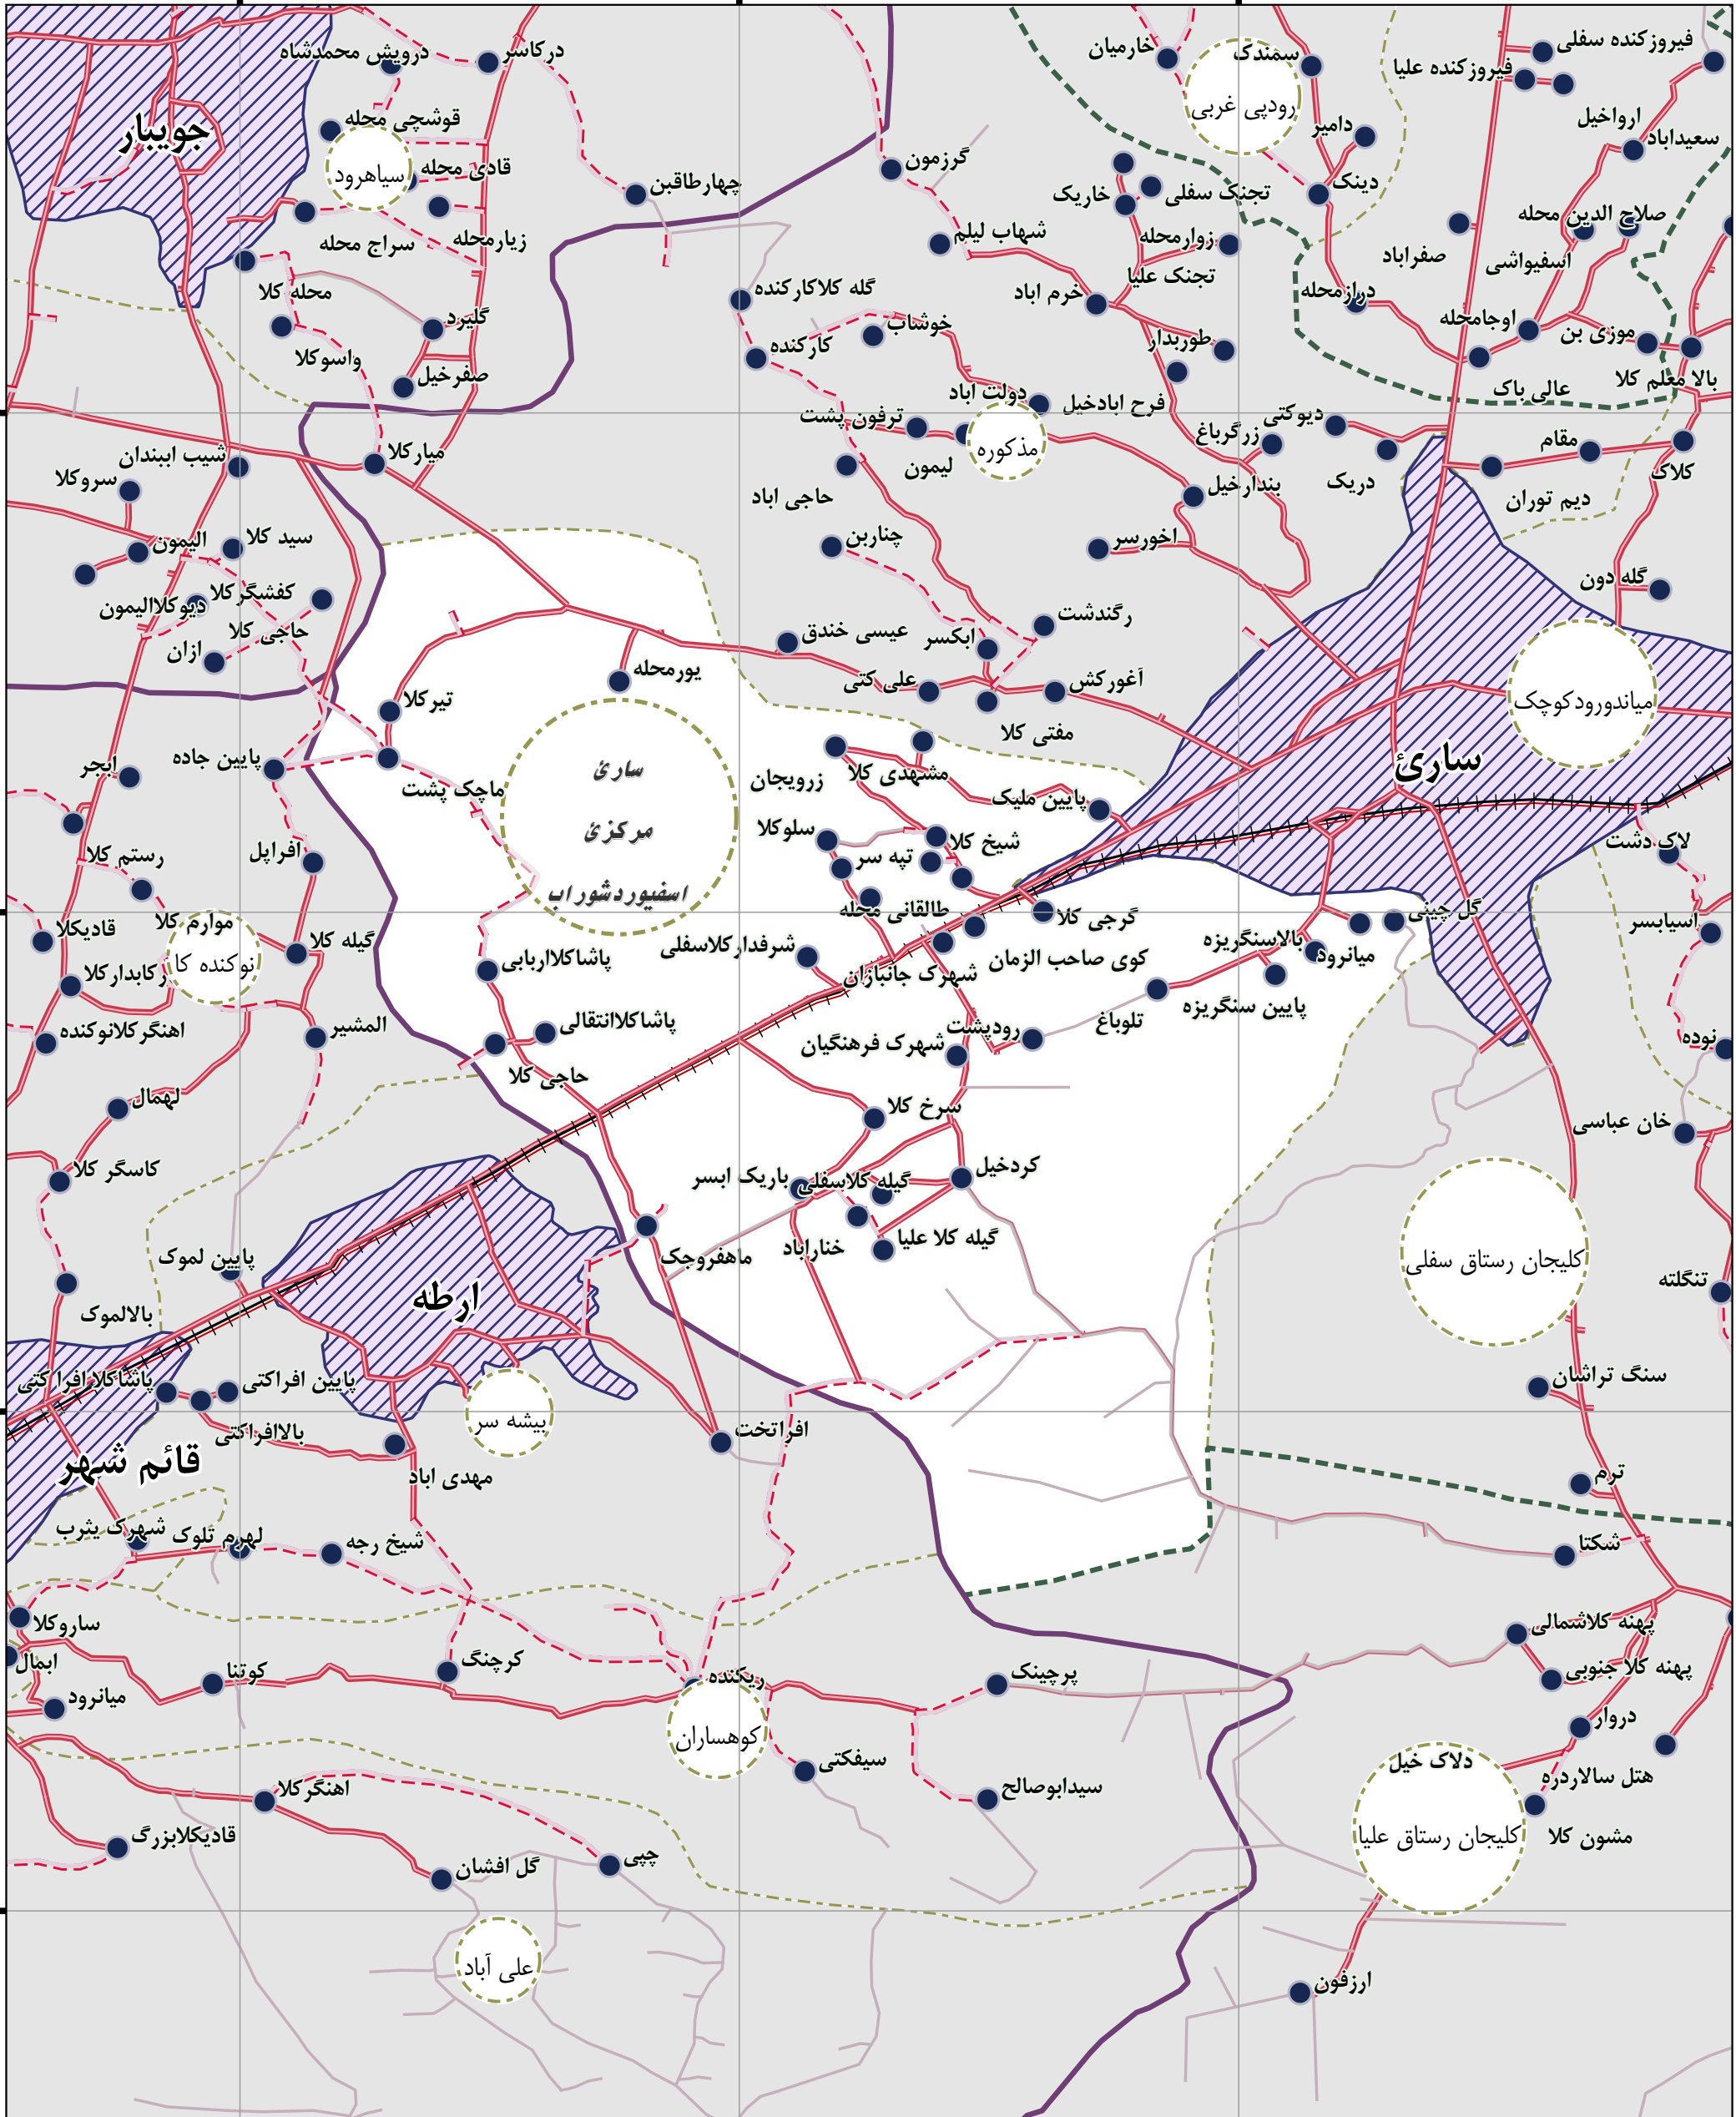 فیروزکنده سفلی
خارمیان
سمندک
درکاسر
درویش محمدشاه
فیروزکنده علیا
رودپی غربی
ارواخیل
قوشچی محله
جویبار
دامیر
سعیداباد
گرزمون
قادی محله
سیاهرود
دینک
چهارطاقبن
تجنک سفلی
خاریک
صلاح الدین محله
شهاب لیلم
زوارمحله
زیارمحله
سراج محله
صفراباد
اسفیواشی
تجنک علیا
محله کلا
گله کلاکارکنده
خرم اباد
درازمحله
گلیرد
خوشاب
اوجامحله
موزی بن
طوربدار
کارکنده
واسوکلا
صفرخیل
بالا معلم کلا
عالی باک
دولت اباد
فرح ابادخیل
ترفون پشت
دیوکتی
زرگرباغ
مقام
مذکوره
لیمون
شیب اببندان
میارکلا
کلاک
سروکلا
حاجی اباد
بندارخیل
دریک
دیم توران
الیمون
سید کلا
چناربن
اخورسر
گله دون
کفشگرکلا
دیوکلاالیمون
حاجی کلا
ازان
رگندشت
عیسی خندق
ابکسر
یورمحله
علی کتی
آغورکش
تیرکلا
میاندورودکوچک
مفتی کلا
پایین جاده
ابجر
ساری
ماچک پشت
ساری
مرکزی
اسفیوردشوراب
زرویجان
مشهدی کلا
پایین ملیک
سلوکلا
شیخ کلا
تپه سر
لاک دشت
رستم کلا
افراپل
طالقانی محله
گرجی کلا
گل چینی
اسیابسر
موارم کلا
قادیکلا
گیله کلا
نوکنده کا
رکابدارکلا
شرفدارکلاسفلی
پاشاکلااربابی
شهرک جانبازان
کوی صاحب الزمان
بالاسنگریزه
میانرود
پایین سنگریزه
اهنگرکلانوکنده
المشیر
پاشاکلاانتقالی
تلوباغ
رودپشت
شهرک فرهنگیان
نوده
حاجی کلا
لهمال
سرخ کلا
خان عباسی
کاسگر کلا
کردخیل
باریک ابسر
گیله کلاسفلی
گیله کلا علیا
خناراباد
ماهفروجک
کلیجان رستاق سفلی
تنگلته
پایین لموک
بالالموک
ارطه
پاشاکلا افراکتی
پایین افراکتی
بالاافراکتی
بیشه سر
افراتخت
سنگ تراشان
مهدی اباد
قائم شهر
ترم
شهرک یثرب
لهرم تلوک
شیخ رجه
شکتا
ساروکلا
پهنه کلاشمالی
ابمال
کوتنا
کرچنگ
ریکنده
پرچینک
پهنه کلا جنوبی
میانرود
دروار
کوهساران
سیفکتی
سیدابوصالح
دلاک خیل
هتل سالاردره
مشون کلا
کلیجان رستاق علیا
اهنگرکلا
قادیکلابزرگ
گل افشان
چپی
علی آباد
ارزفون